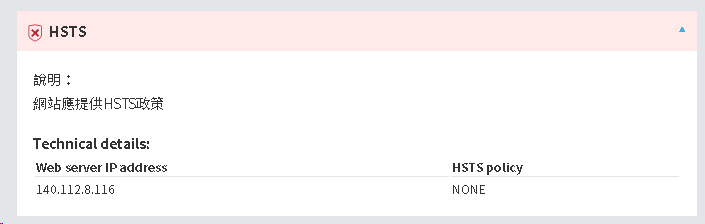 HSTS
說明：
網站應提供HSTS政策
Technical details:
Web server IP address HSTS policy
140.112.8.116 NONE